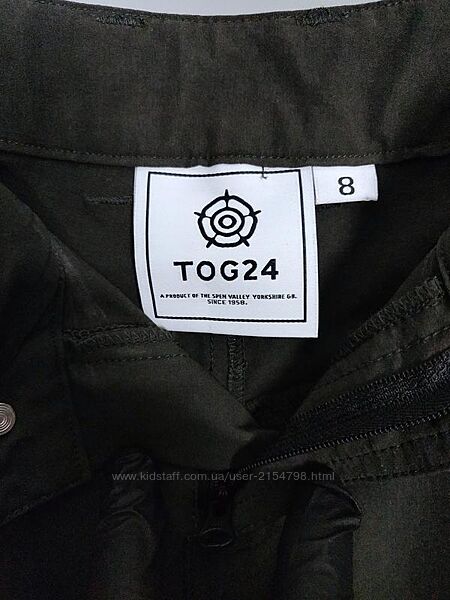 8
TOG24
A PRODUCT OF THE SPEN VALLEY YORKSHIRE GB.
SINCE 1958.
www.kidstaff.com.ua/user-2154798.html